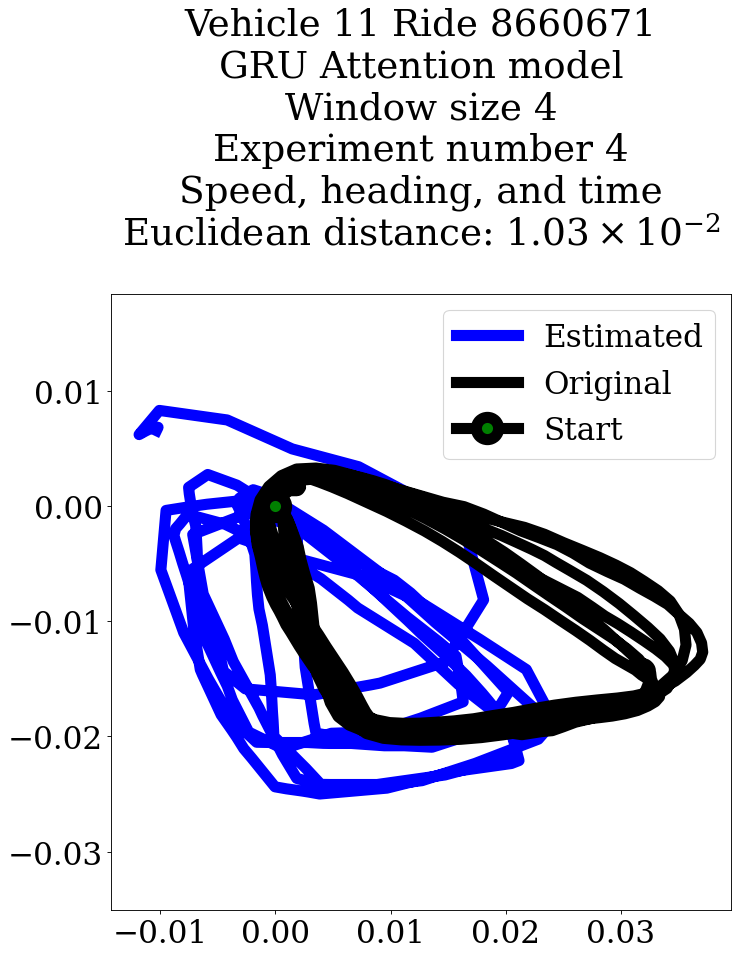 Vehicle 11 Ride 8660671
GRU Attention model
Window size 4
Experiment number 4
Speed, heading, and time
Euclidean distance: 1.03 × 10⁻²
Estimated
Original
Start
0.01
0.00
−0.01
−0.02
−0.03
−0.01 0.00 0.01 0.02 0.03